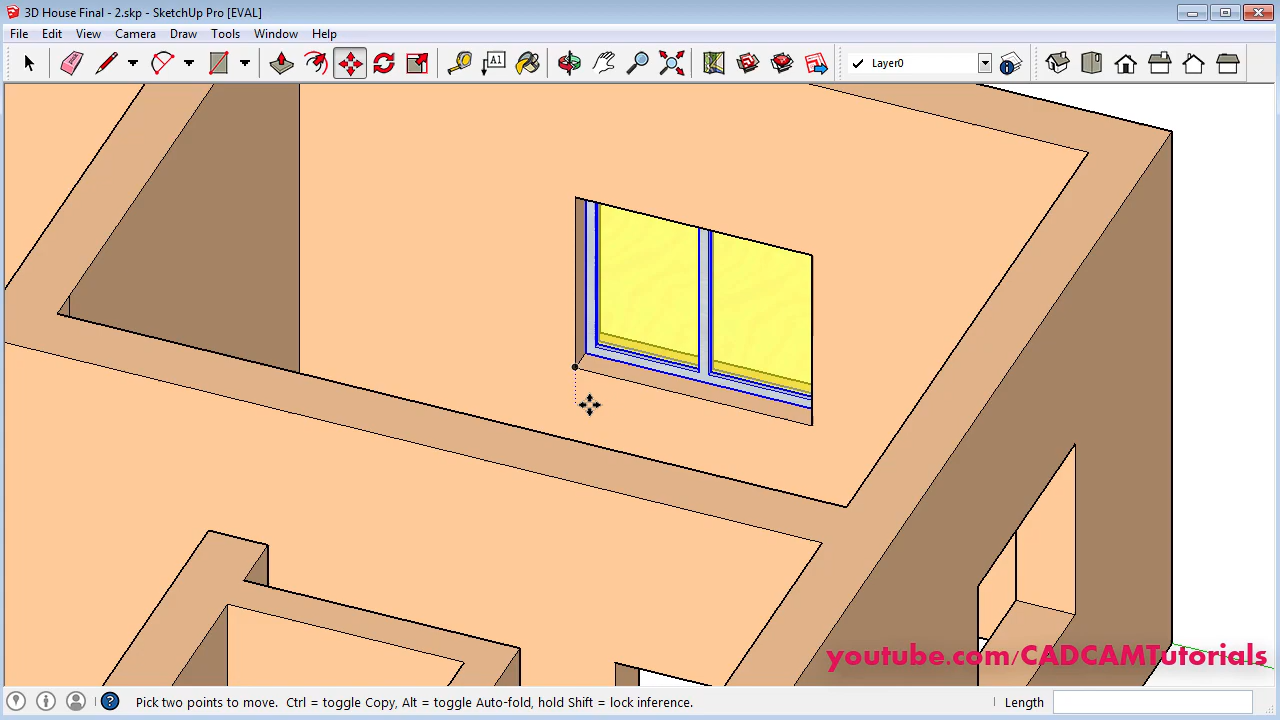 3D House Final - 2.skp - SketchUp Pro [EVAL]
File Edit View Camera Draw Tools Window Help
A1
Layer0
youtube.com/CADCAMTutorials
Pick two points to move. Ctrl = toggle Copy, Alt = toggle Auto-fold, hold Shift = lock inference. Length